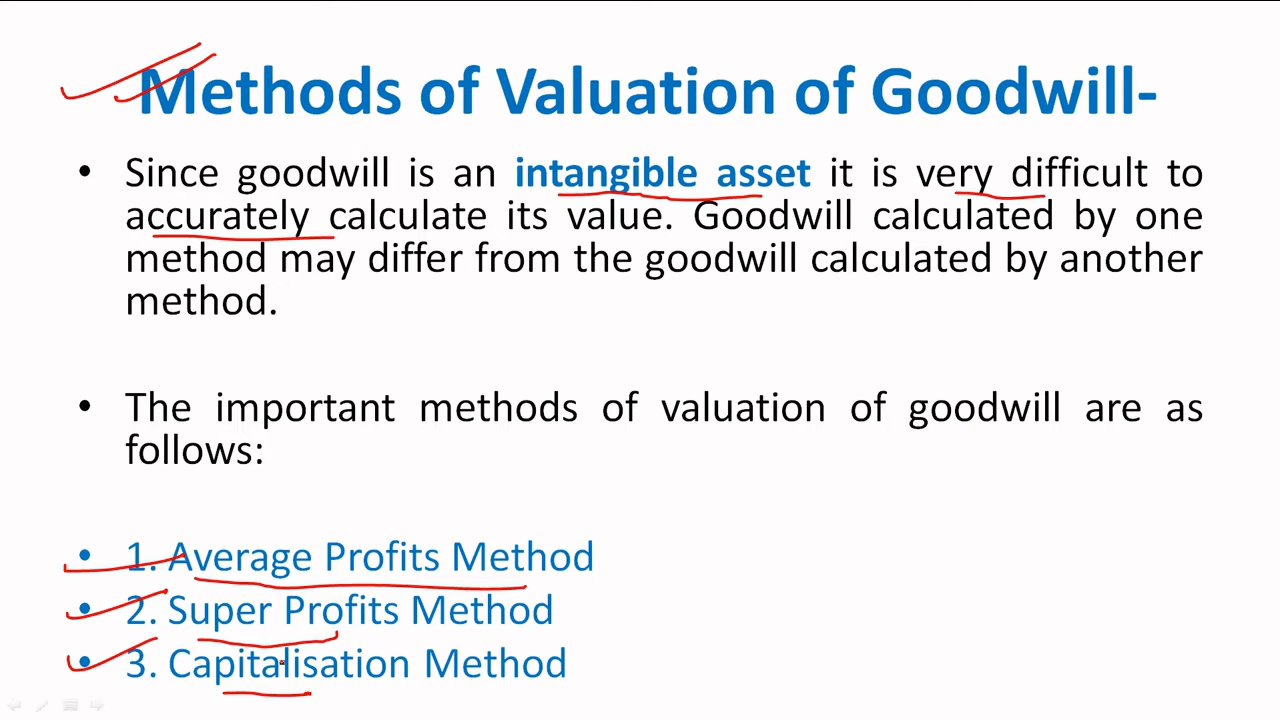 Methods of Valuation of Goodwill-
• Since goodwill is an intangible asset it is very difficult to
accurately calculate its value. Goodwill calculated by one
method may differ from the goodwill calculated by another
method.
• The important methods of valuation of goodwill are as
follows:
• 1. Average Profits Method
• 2. Super Profits Method
• 3. Capitalisation Method